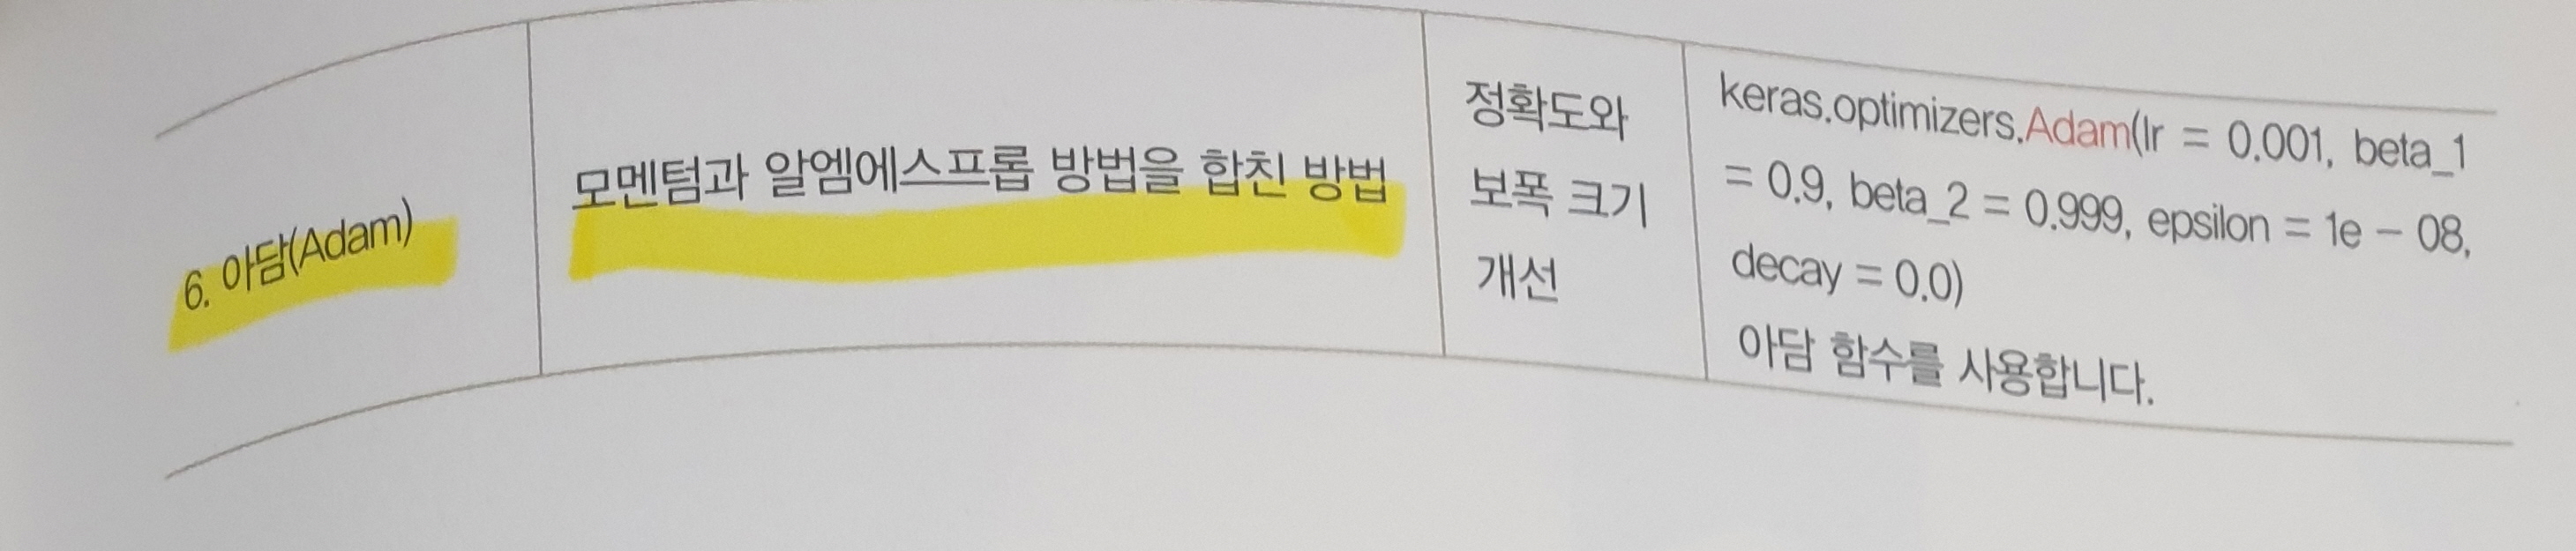 6. 아담(Adam)
모멘텀과 알엠에스프롭 방법을 합친 방법
정확도와
보폭 크기
개선
keras.optimizers.Adam(lr = 0.001, beta_1
= 0.9, beta_2 = 0.999, epsilon = 1e - 08,
decay = 0.0)
아담 함수를 사용합니다.